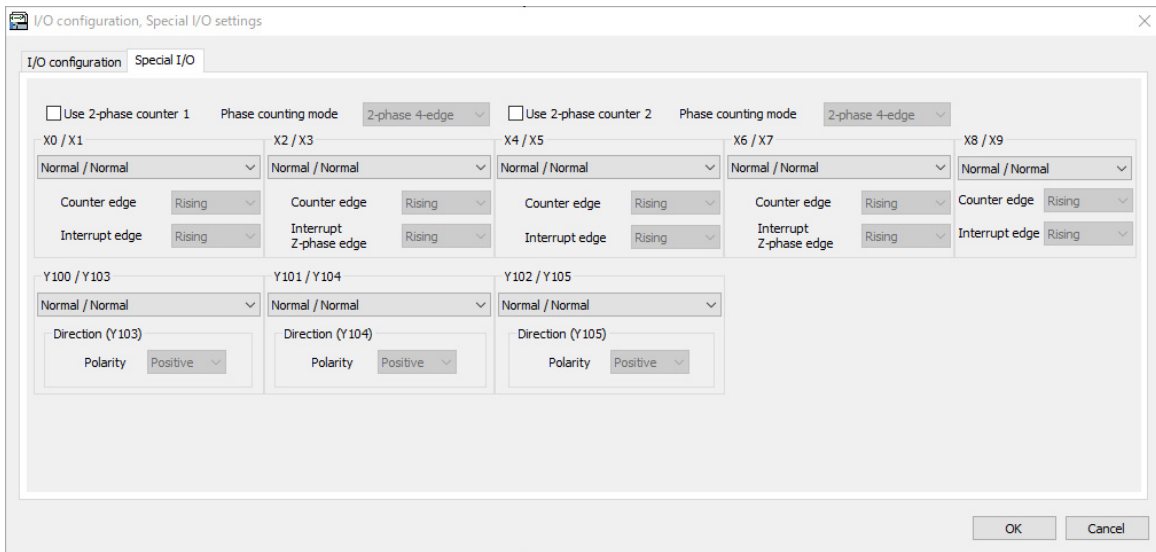 I/O configuration, Special I/O settings
I/O configuration Special I/O
Use 2-phase counter 1 Phase counting mode 2-phase 4-edge Use 2-phase counter 2 Phase counting mode 2-phase 4-edge
X0 / X1 X2 / X3 X4 / X5 X6 / X7 X8 / X9
Normal / Normal Normal / Normal Normal / Normal Normal / Normal Normal / Normal
Counter edge Rising Counter edge Rising Counter edge Rising Counter edge Rising Counter edge Rising
Interrupt edge Rising Interrupt Z-phase edge Rising Interrupt edge Rising Interrupt Z-phase edge Rising Interrupt edge Rising
Y100 / Y103 Y101 / Y104 Y102 / Y105
Normal / Normal Normal / Normal Normal / Normal
Direction (Y103) Direction (Y104) Direction (Y105)
Polarity Positive Polarity Positive Polarity Positive
OK Cancel